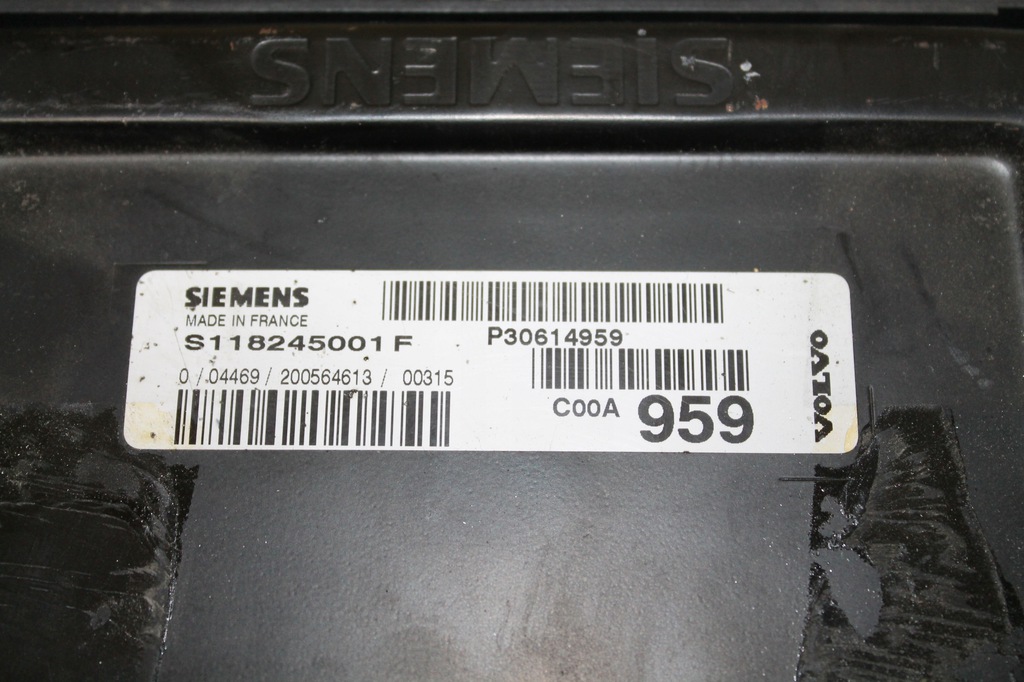 SIEMENS
SIEMENS
MADE IN FRANCE
S118245001 F
P30614959
0 / 04469 / 200564613 / 00315
C00A 959
VOLVO